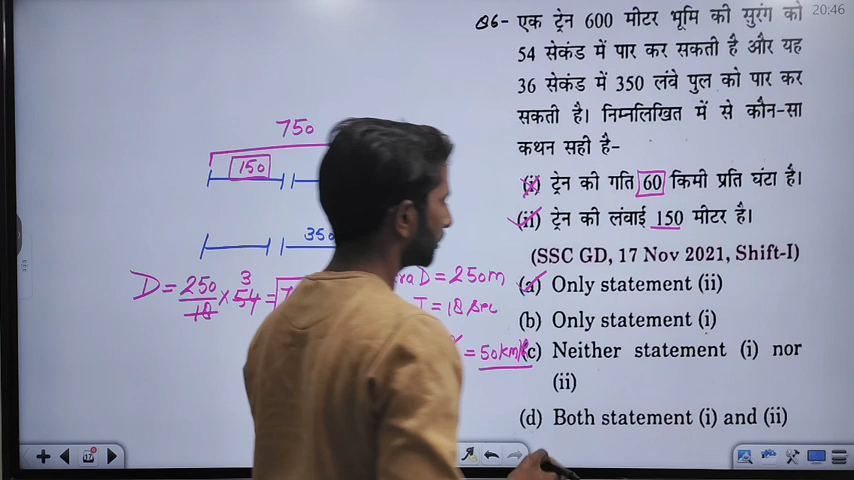 20:46
Q6- एक ट्रेन 600 मीटर भूमि की सुरंग को
54 सेकंड में पार कर सकती है और यह
36 सेकंड में 350 लंबे पुल को पार कर
सकती है। निम्नलिखित में से कौन-सा
कथन सही है-
(i) ट्रेन की गति 60 किमी प्रति घंटा है।
(ii) ट्रेन की लंबाई 150 मीटर है।
(SSC GD, 17 Nov 2021, Shift-I)
(a) Only statement (ii)
(b) Only statement (i)
(c) Neither statement (i) nor
(ii)
(d) Both statement (i) and (ii)
750
150
350
D = 250/18 × 54 3 =
D = 250m
T = 18 sec
= 50km/
17